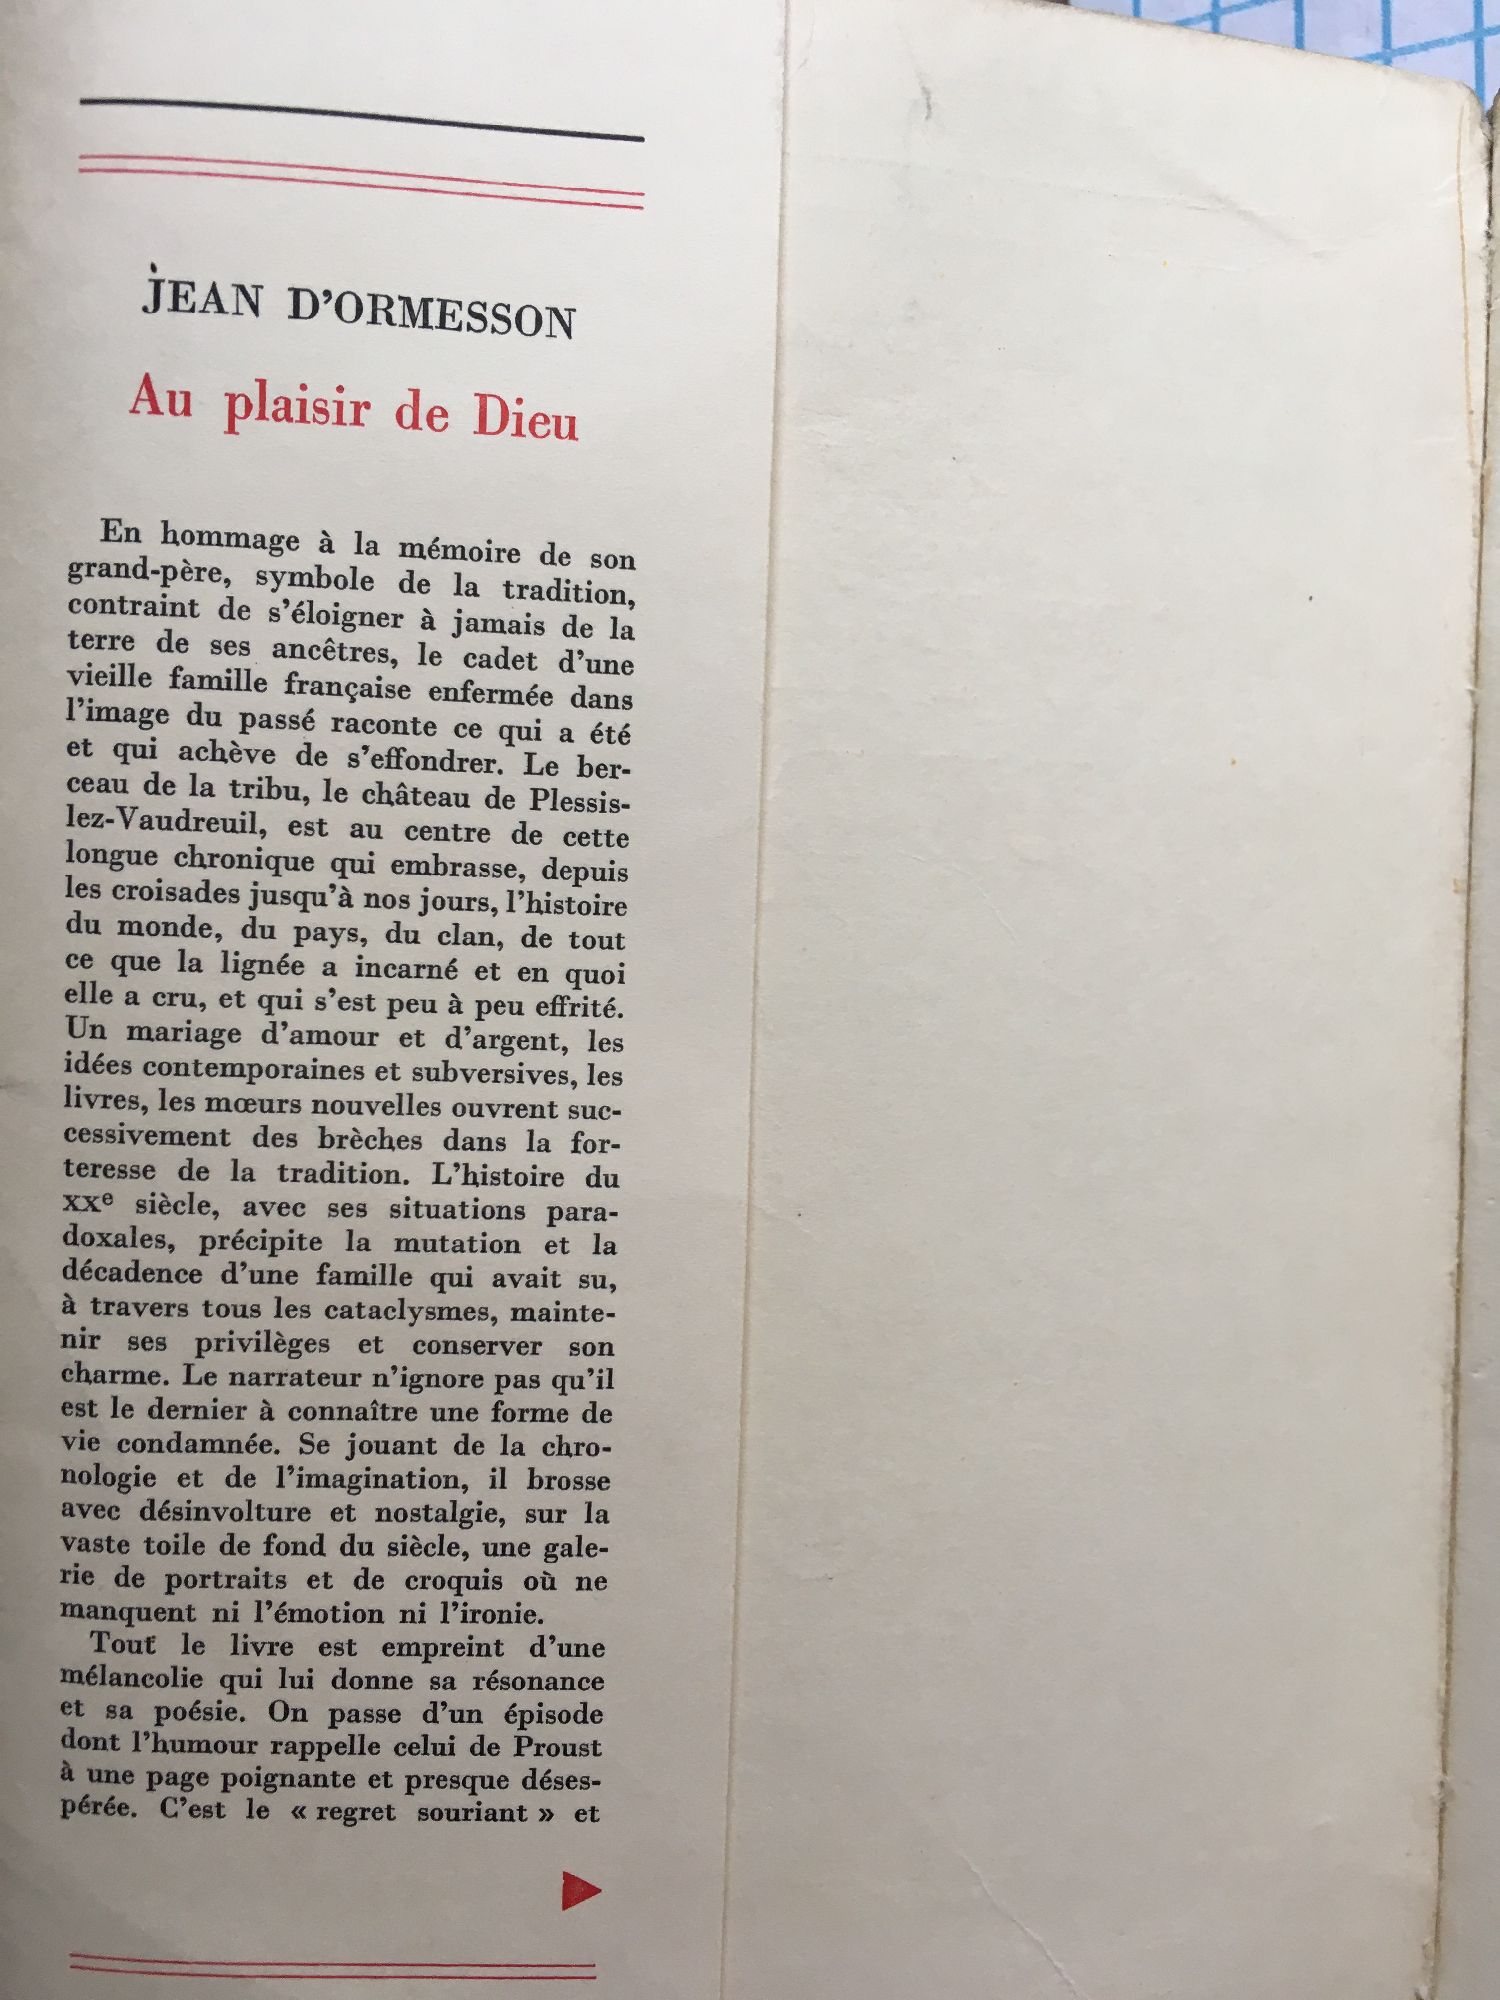 JEAN D'ORMESSON
Au plaisir de Dieu
En hommage à la mémoire de son
grand-père, symbole de la tradition,
contraint de s'éloigner à jamais de la
terre de ses ancêtres, le cadet d'une
vieille famille française enfermée dans
l'image du passé raconte ce qui a été
et qui achève de s'effondrer. Le ber-
ceau de la tribu, le château de Plessis-
lez-Vaudreuil, est au centre de cette
longue chronique qui embrasse, depuis
les croisades jusqu'à nos jours, l'histoire
du monde, du pays, du clan, de tout
ce que la lignée a incarné et en quoi
elle a cru, et qui s'est peu à peu effrité.
Un mariage d'amour et d'argent, les
idées contemporaines et subversives, les
livres, les mœurs nouvelles ouvrent suc-
cessivement des brèches dans la for-
teresse de la tradition. L'histoire du
XXe siècle, avec ses situations para-
doxales, précipite la mutation et la
décadence d'une famille qui avait su,
à travers tous les cataclysmes, mainte-
nir ses privilèges et conserver son
charme. Le narrateur n'ignore pas qu'il
est le dernier à connaître une forme de
vie condamnée. Se jouant de la chro-
nologie et de l'imagination, il brosse
avec désinvolture et nostalgie, sur la
vaste toile de fond du siècle, une gale-
rie de portraits et de croquis où ne
manquent ni l'émotion ni l'ironie.
Tout le livre est empreint d'une
mélancolie qui lui donne sa résonance
et sa poésie. On passe d'un épisode
dont l'humour rappelle celui de Proust
à une page poignante et presque déses-
pérée. C'est le « regret souriant » et